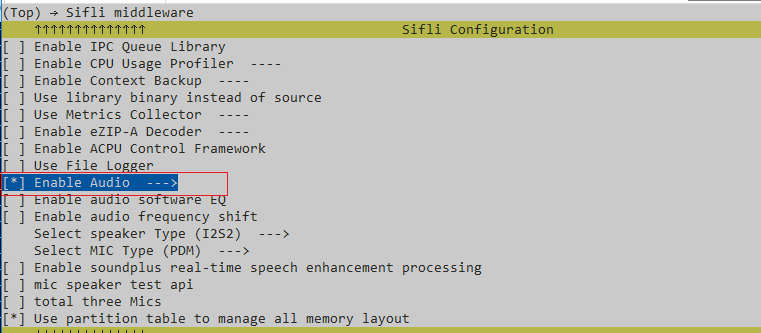 (Top) → Sifli middleware
↑↑↑↑↑↑↑↑↑↑↑↑↑↑ Sifli Configuration
[ ] Enable IPC Queue Library
[ ] Enable CPU Usage Profiler ----
[ ] Enable Context Backup ----
[ ] Use library binary instead of source
[ ] Use Metrics Collector ----
[ ] Enable eZIP-A Decoder ----
[ ] Enable ACPU Control Framework
[ ] Use File Logger
[*] Enable Audio --->
[ ] Enable audio software EQ
[ ] Enable audio frequency shift
Select speaker Type (I2S2) --->
Select MIC Type (PDM) --->
[ ] Enable soundplus real-time speech enhancement processing
[ ] mic speaker test api
[ ] total three Mics
[*] Use partition table to manage all memory layout